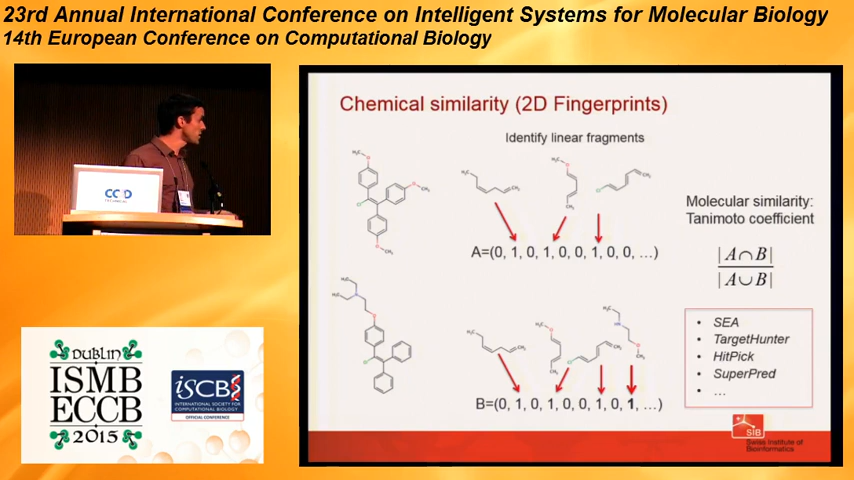 23rd Annual International Conference on Intelligent Systems for Molecular Biology
14th European Conference on Computational Biology
Chemical similarity (2D Fingerprints)
Identify linear fragments
A=(0, 1, 0, 1, 0, 0, 1, 0, 0, …)
B=(0, 1, 0, 1, 0, 0, 1, 0, 1, …)
Molecular similarity:
Tanimoto coefficient
|A∩B|
|A∪B|
• SEA
• TargetHunter
• HitPick
• SuperPred
• …
SIB
Swiss Institute of
Bioinformatics
CCD
DUBLIN
ISMB
ECCB
2015
ISCB
INTERNATIONAL SOCIETY FOR
COMPUTATIONAL BIOLOGY
OFFICIAL CONFERENCE